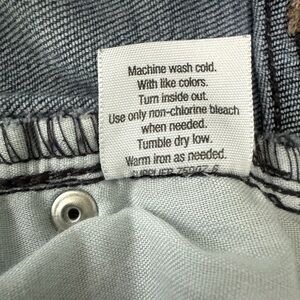 Machine wash cold.
With like colors.
Turn inside out.
Use only non-chlorine bleach
when needed.
Tumble dry low.
Warm iron as needed.
SUPPLIER